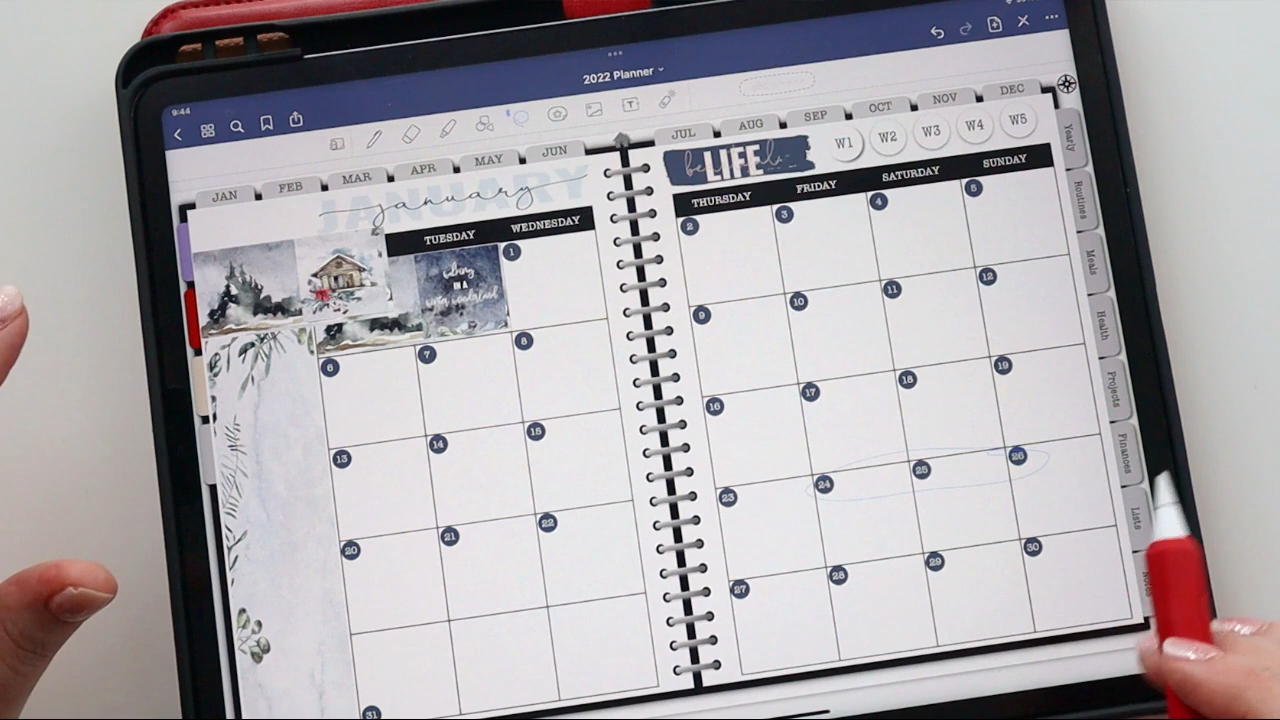 9:44
2022 Planner
JAN FEB MAR APR MAY JUN
JUL AUG SEP OCT NOV DEC
JANUARY
january
LIFE
W1 W2 W3 W4 W5
TUESDAY WEDNESDAY
THURSDAY FRIDAY SATURDAY SUNDAY
IN A
1
2 3 4 5
6 7 8
9 10 11 12
13 14 15
16 17 18 19
20 21 22
23 24 25 26
27 28 29 30
31
Yearly
Routines
Meals
Health
Projects
Finances
Lists